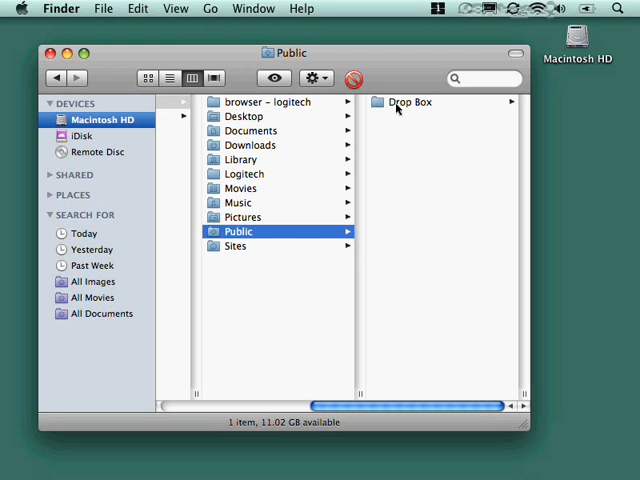 Finder File Edit View Go Window Help
Macintosh HD
Public
DEVICES
Macintosh HD
iDisk
Remote Disc
SHARED
PLACES
SEARCH FOR
Today
Yesterday
Past Week
All Images
All Movies
All Documents
browser - logitech
Desktop
Documents
Downloads
Library
Logitech
Movies
Music
Pictures
Public
Sites
Drop Box
1 item, 11.02 GB available